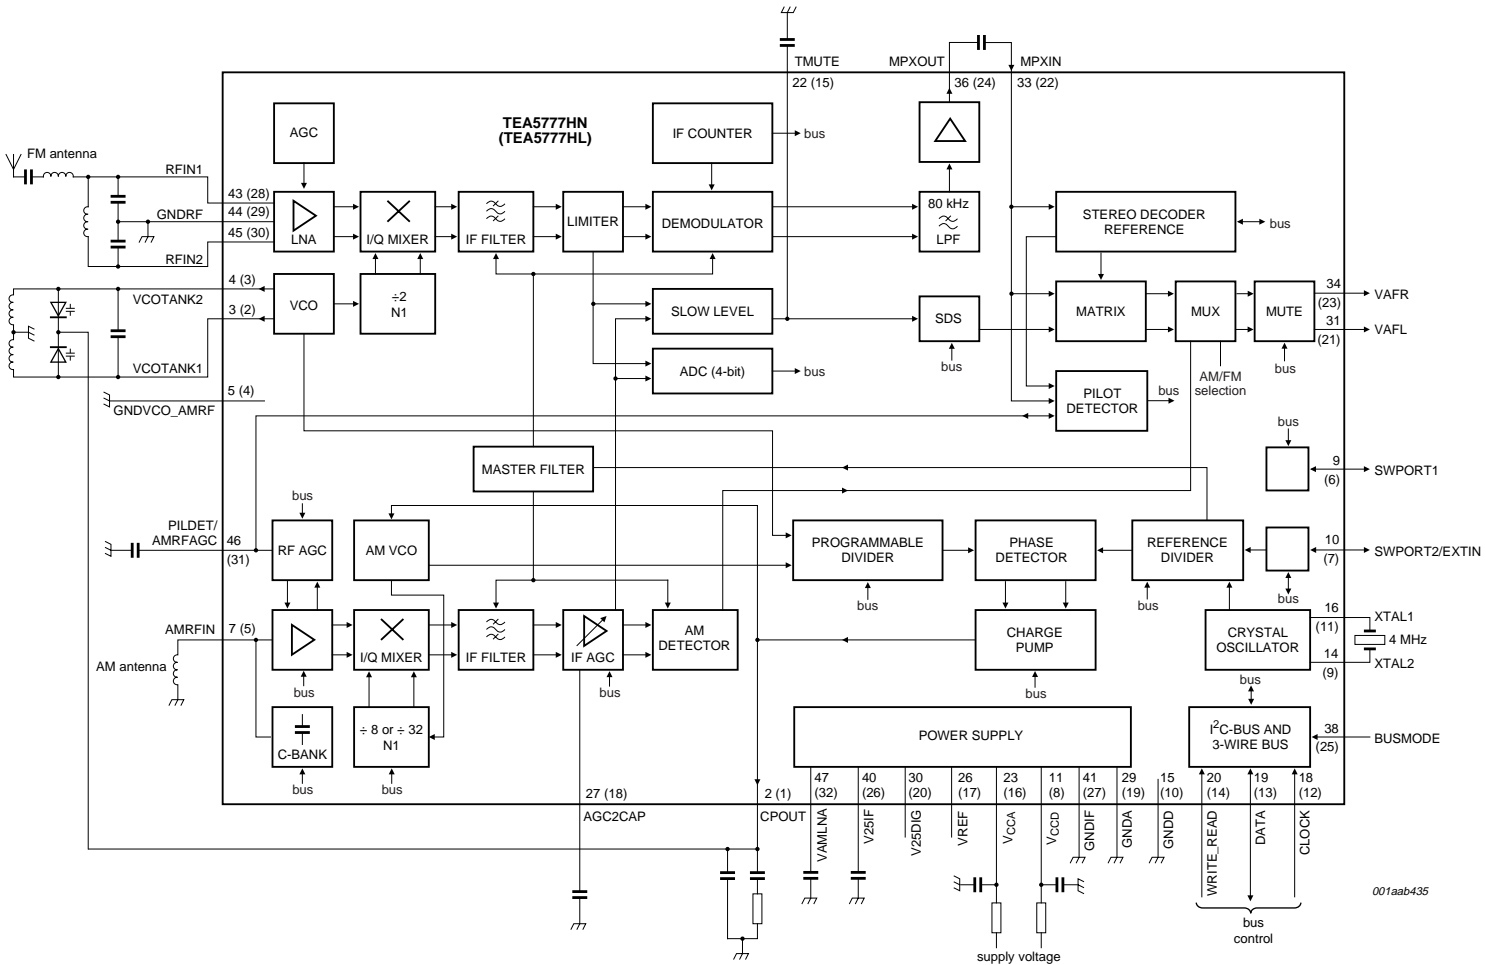 TMUTE
22 (15)
MPXOUT
36 (24)
MPXIN
33 (22)
TEA5777HN
(TEA5777HL)
AGC
IF COUNTER
bus
FM antenna
RFIN1
43 (28)
GNDRF
44 (29)
45 (30)
RFIN2
LNA
I/Q MIXER
IF FILTER
LIMITER
DEMODULATOR
80 kHz
LPF
STEREO DECODER
REFERENCE
bus
4 (3)
VCOTANK2
3 (2)
VCOTANK1
VCO
÷2
N1
SLOW LEVEL
SDS
bus
MATRIX
MUX
MUTE
bus
34
(23)
VAFR
31
(21)
VAFL
ADC (4-bit)
bus
AM/FM
selection
PILOT
DETECTOR
bus
5 (4)
GNDVCO_AMRF
MASTER FILTER
bus
9
(6)
SWPORT1
PILDET/
AMRFAGC
46
(31)
bus
RF AGC
AM VCO
PROGRAMMABLE
DIVIDER
bus
PHASE
DETECTOR
REFERENCE
DIVIDER
bus
bus
10
(7)
SWPORT2/EXTIN
AMRFIN
7 (5)
AM antenna
bus
I/Q MIXER
IF FILTER
IF AGC
bus
AM
DETECTOR
CHARGE
PUMP
bus
CRYSTAL
OSCILLATOR
16
(11)
XTAL1
4 MHz
14
(9)
XTAL2
C-BANK
bus
÷ 8 or ÷ 32
N1
bus
POWER SUPPLY
bus
I2C-BUS AND
3-WIRE BUS
38
(25)
BUSMODE
27 (18)
AGC2CAP
2 (1)
CPOUT
47
(32)
VAMLNA
40
(26)
V25IF
30
(20)
V25DIG
26
(17)
VREF
23
(16)
VCCA
11
(8)
VCCD
41
(27)
GNDIF
29
(19)
GNDA
15
(10)
GNDD
20
(14)
WRITE_READ
19
(13)
DATA
18
(12)
CLOCK
supply voltage
bus
control
001aab435